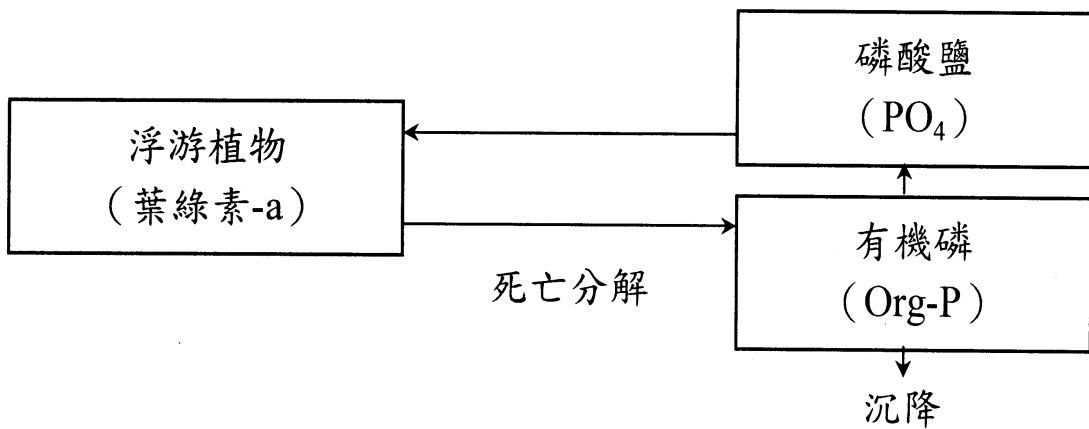 磷酸鹽
（PO₄）
浮游植物
（葉綠素-a）
有機磷
（Org-P）
死亡分解
沉降